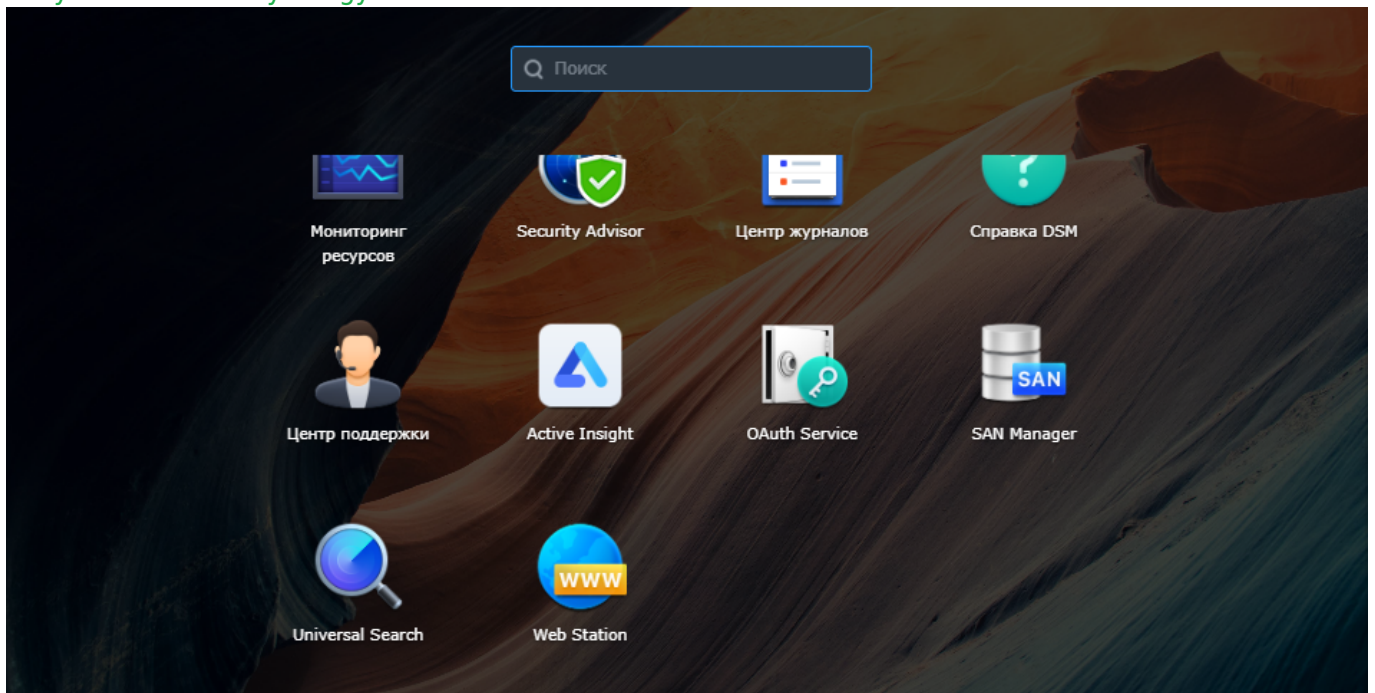 Поиск
Мониторинг
ресурсов
Security Advisor
Центр журналов
Справка DSM
Центр поддержки
Active Insight
OAuth Service
SAN
SAN Manager
Universal Search
WWW
Web Station